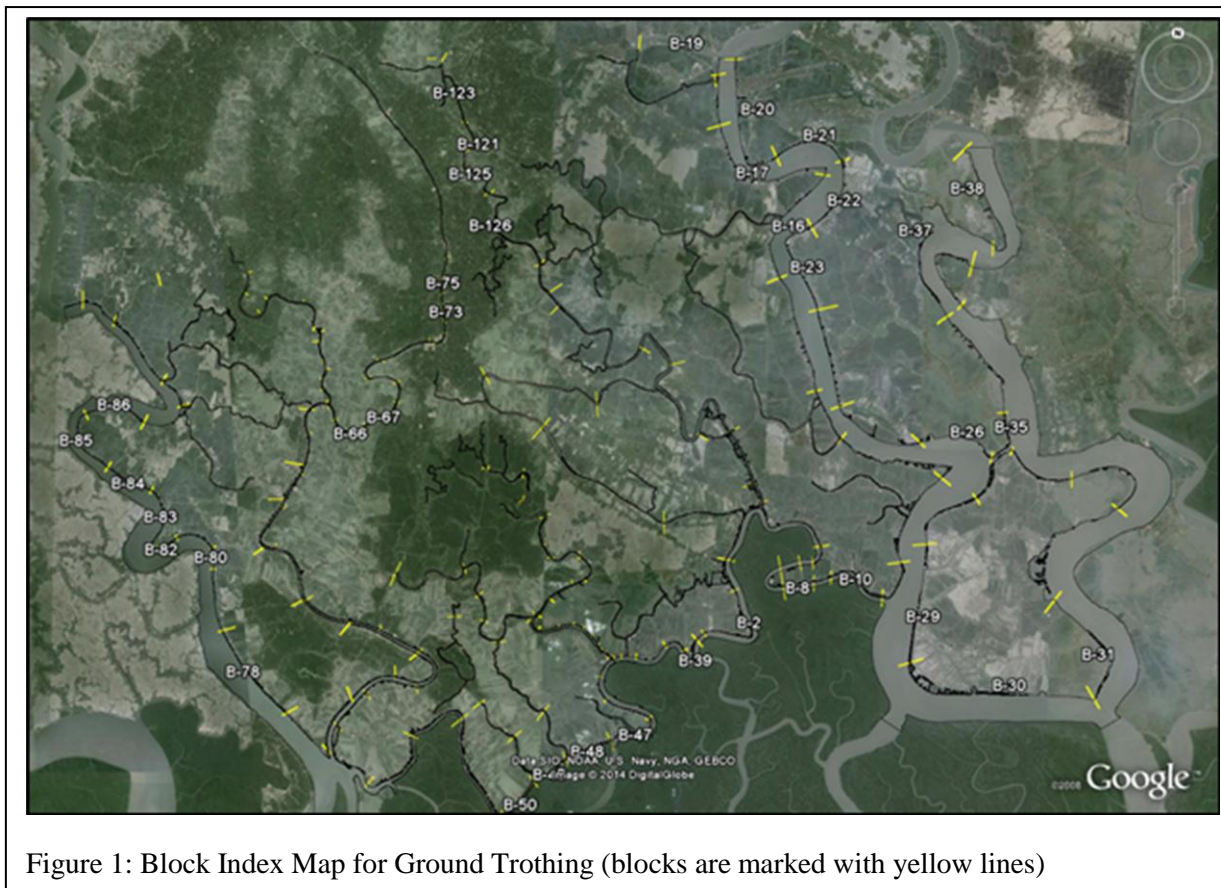 B-19
B-123
B-20
B-21
B-121
B-17
B-125
B-38
B-22
B-126
B-16
B-37
B-23
B-75
B-73
B-86
B-67
B-66
B-85
B-26
B-35
B-84
B-83
B-82
B-80
B-8
B-10
B-29
B-2
B-39
B-78
B-31
B-30
B-47
B-48
Data SIO, NOAA, U.S. Navy, NGA, GEBCO
Image © 2014 DigitalGlobe
©2008 Google
B-50
Figure 1: Block Index Map for Ground Trothing (blocks are marked with yellow lines)